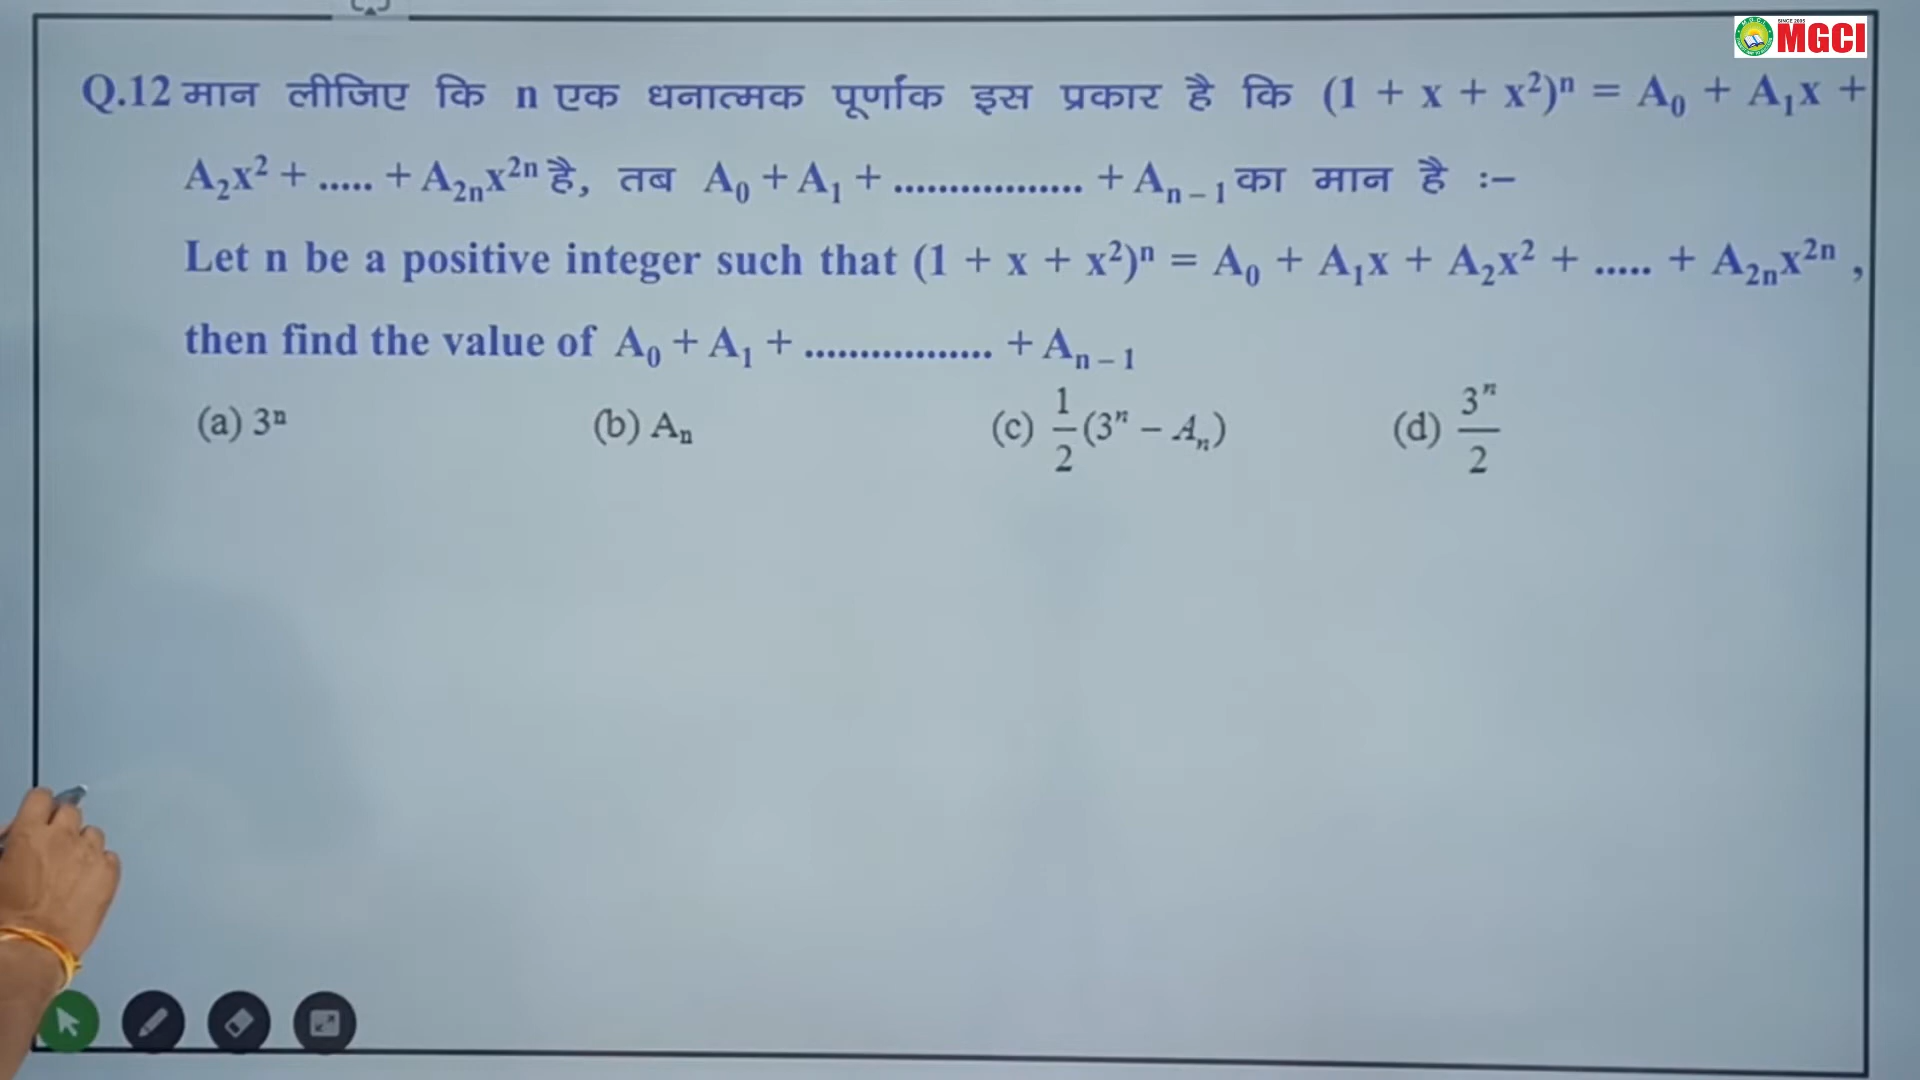 SINCE 2005
MGCI
Q.12 मान लीजिए कि n एक धनात्मक पूर्णांक इस प्रकार है कि (1 + x + x²)ⁿ = A₀ + A₁x +
A₂x² + ..... + A₂ₙx²ⁿ है, तब A₀ + A₁ + ................. + Aₙ₋₁ का मान है :–
Let n be a positive integer such that (1 + x + x²)ⁿ = A₀ + A₁x + A₂x² + ..... + A₂ₙx²ⁿ ,
then find the value of A₀ + A₁ + ................. + Aₙ₋₁
(a) 3ⁿ (b) Aₙ (c) 1/2 (3ⁿ – Aₙ) (d) 3ⁿ/2